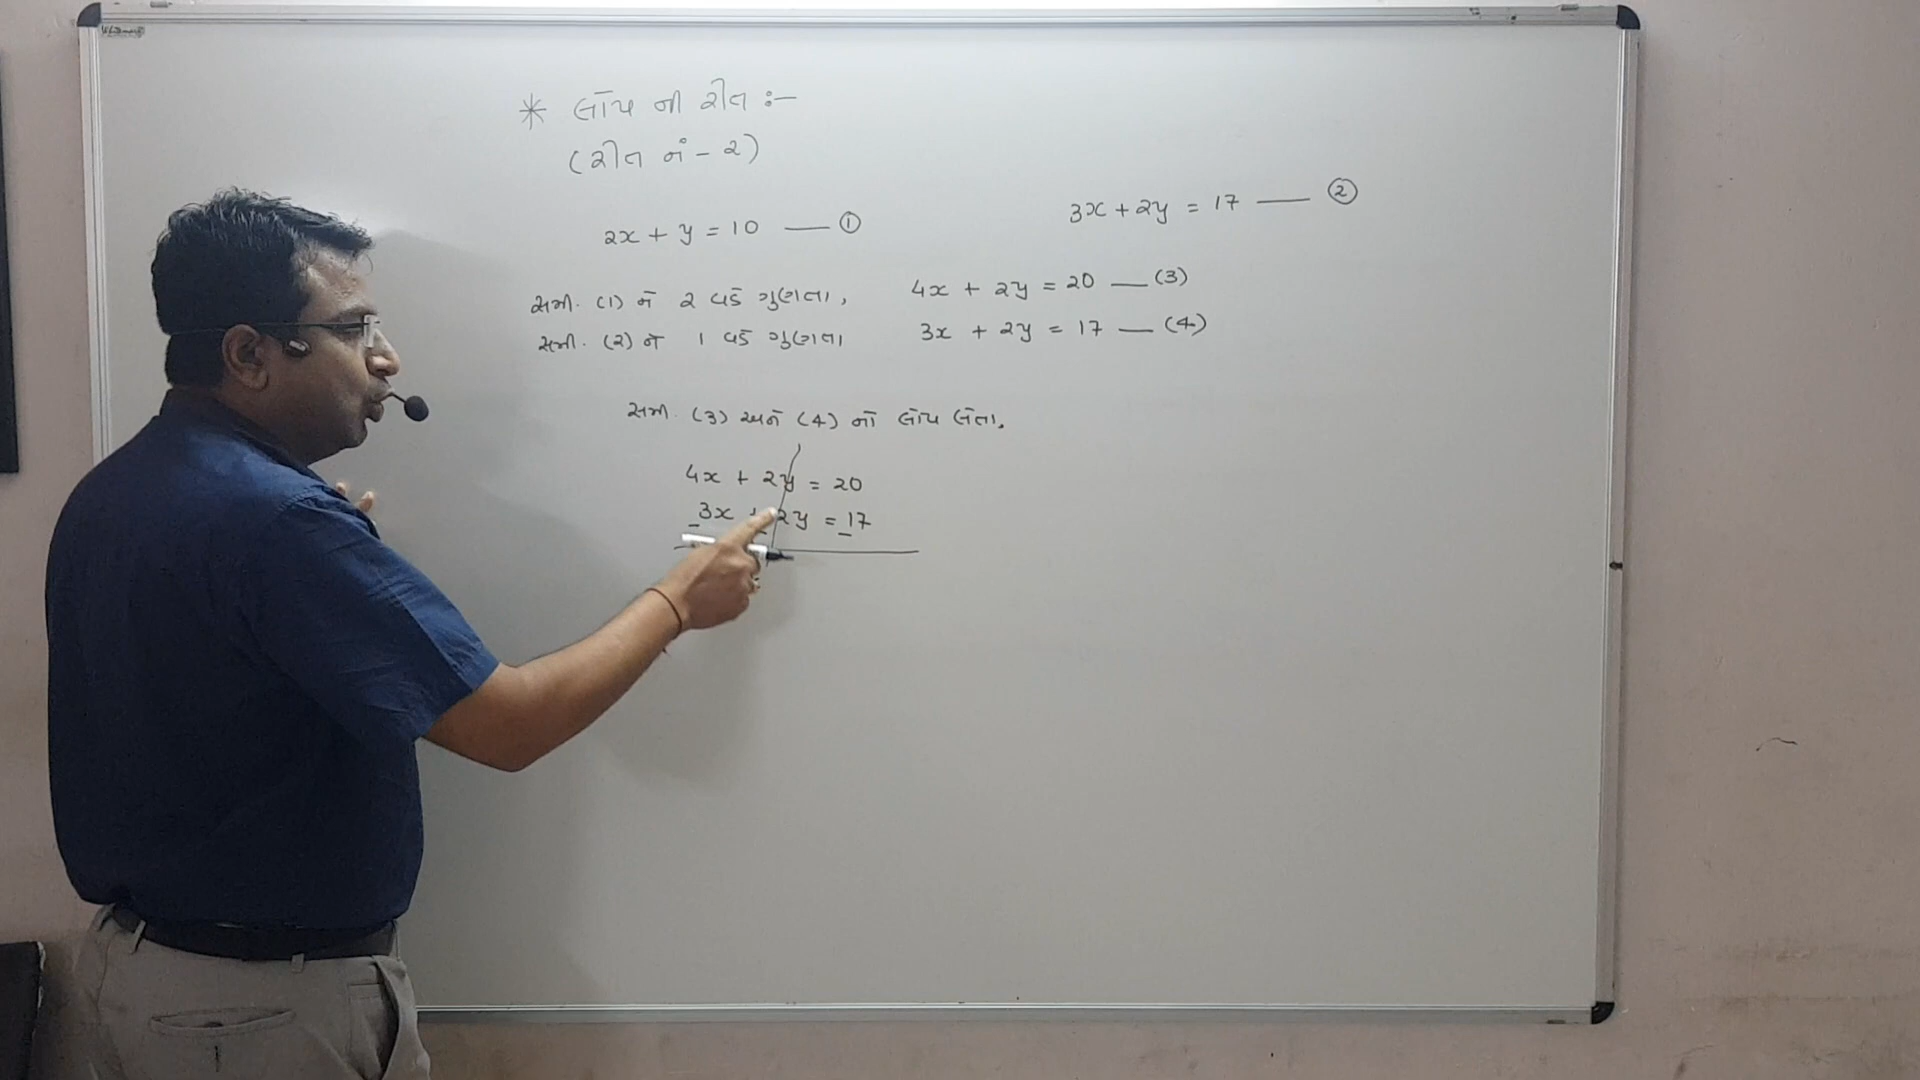 * લોપ ની રીત :-
(રીત નં - ૨)
2x + y = 10 — ①
3x + 2y = 17 — ②
સમી. (1) ને 2 વડે ગુણતા, 4x + 2y = 20 — (3)
સમી. (2) ને 1 વડે ગુણતા 3x + 2y = 17 — (4)
સમી. (3) અને (4) નો લોપ લેતા,
4x + 2y = 20
3x + 2y = 17